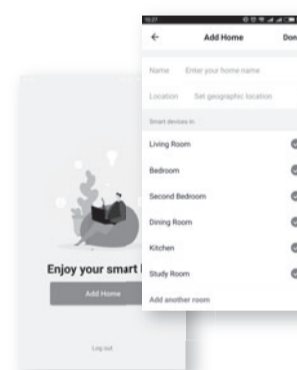 Add Home
Don
Name Enter your home name
Location Set geographic location
Smart devices in
Living Room
Bedroom
Second Bedroom
Dining Room
Kitchen
Study Room
Add another room
Enjoy your smart
Add Home
Log out